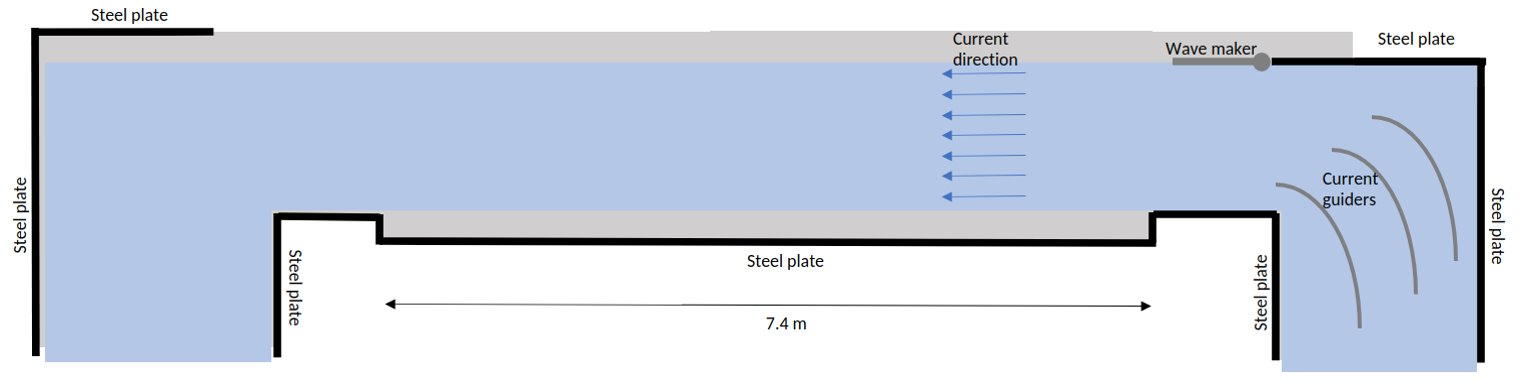 Steel plate
Current
direction
Wave maker
Steel plate
Current
guiders
Steel plate
Steel plate
Steel plate
Steel plate
Steel plate
7.4 m